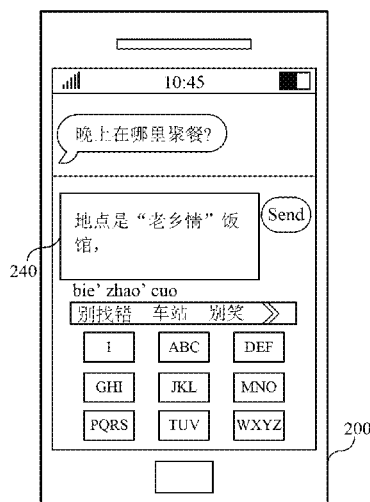 10:45
晚上在哪里聚餐?
地点是“老乡情”饭
馆,
Send
240
bie' zhao' cuo
别找错 车站 别笑
1 ABC DEF
GHI JKL MNO
PQRS TUV WXYZ
200